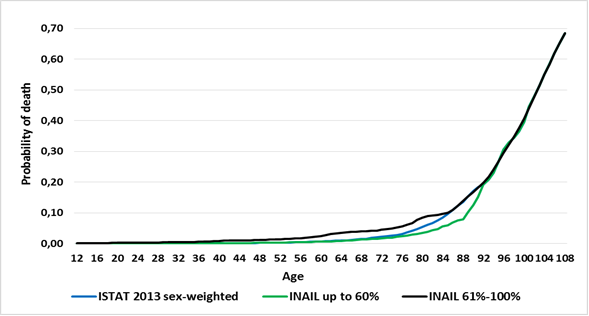 0,70
0,60
0,50
0,40
0,30
0,20
0,10
0,00
Probability of death
12 16 20 24 28 32 36 40 44 48 52 56 60 64 68 72 76 80 84 88 92 96 100 104 108
Age
ISTAT 2013 sex-weighted INAIL up to 60% INAIL 61%-100%